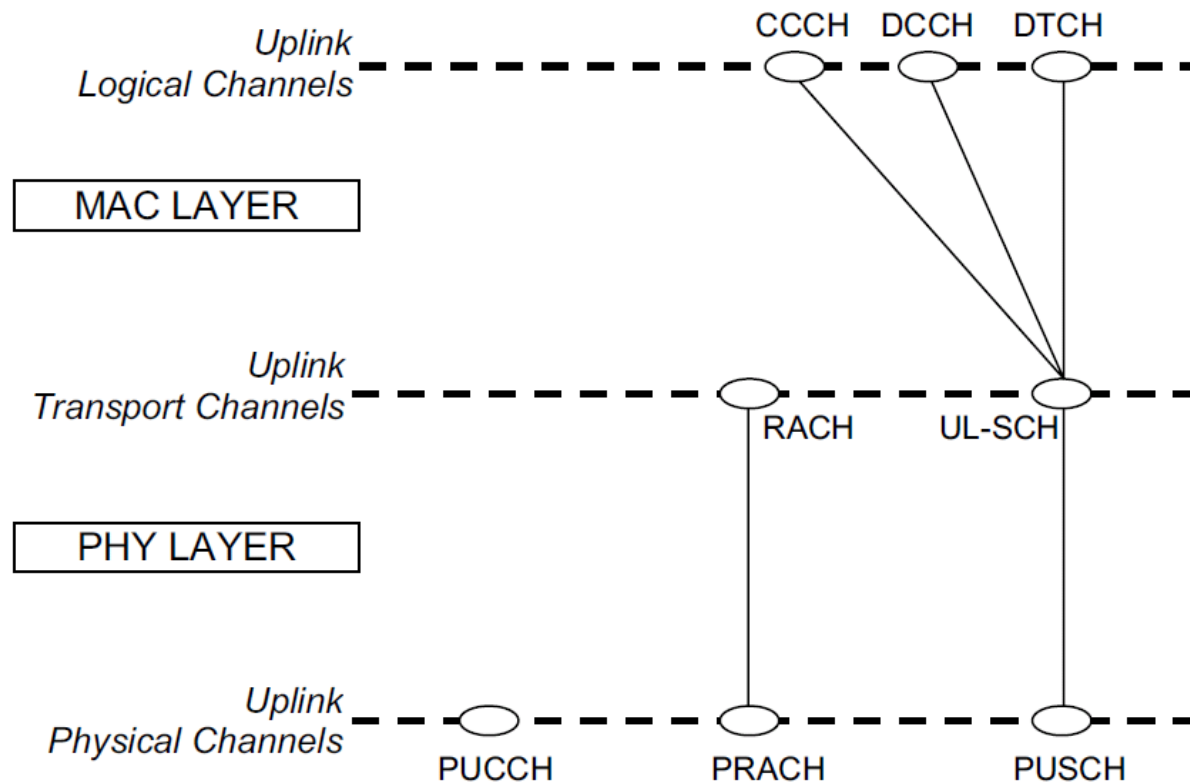 CCCH DCCH DTCH
Uplink
Logical Channels
MAC LAYER
Uplink
Transport Channels
RACH UL-SCH
PHY LAYER
Uplink
Physical Channels
PUCCH PRACH PUSCH